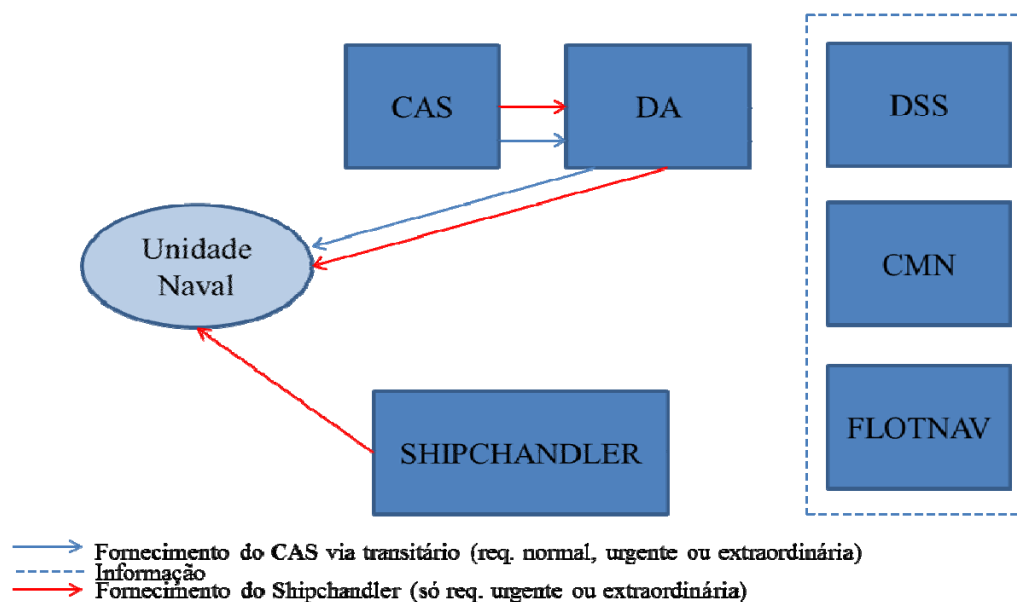 CAS
DA
DSS
Unidade
Naval
CMN
SHIPCHANDLER
FLOTNAV
Fornecimento do CAS via transitário (req. normal, urgente ou extraordinária)
Informação
Fornecimento do Shipchandler (só req. urgente ou extraordinária)